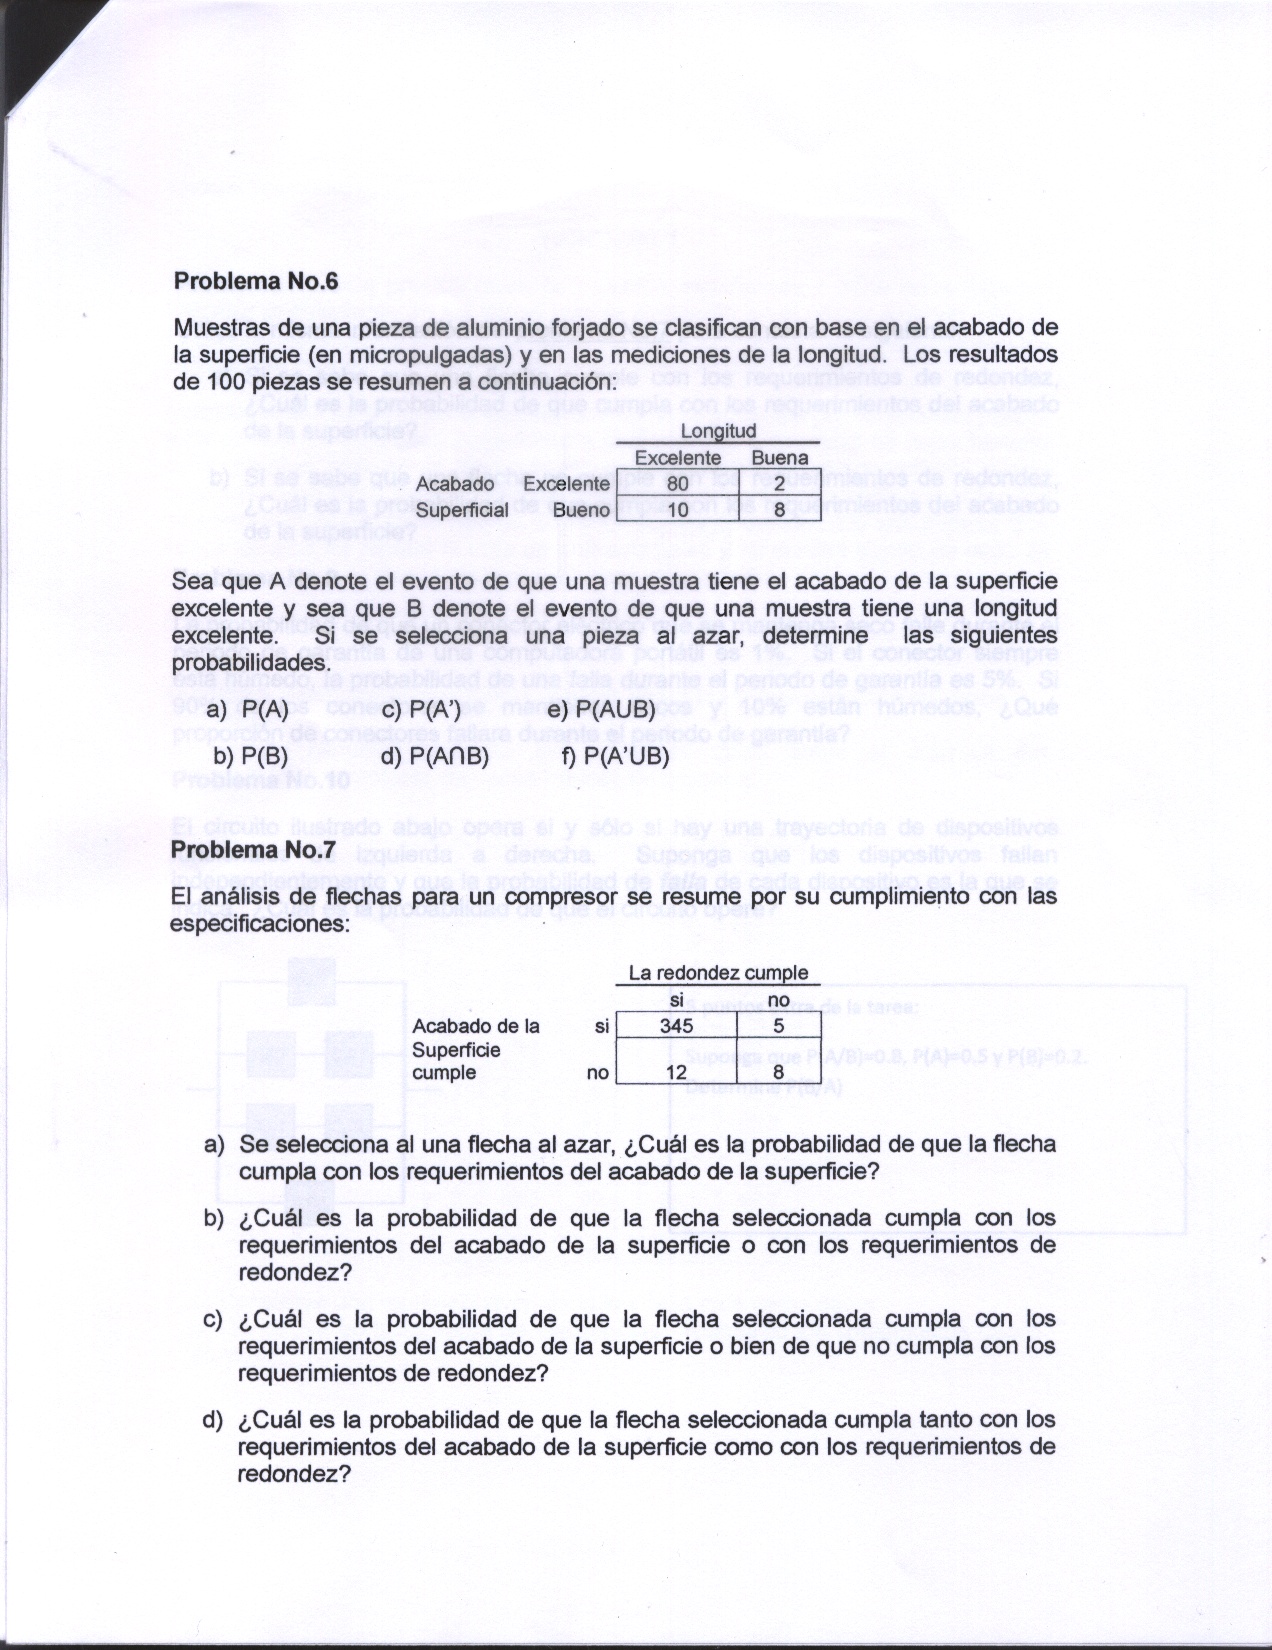 Problema No.6
Muestras de una pieza de aluminio forjado se clasifican con base en el acabado de
la superficie (en micropulgadas) y en las mediciones de la longitud. Los resultados
de 100 piezas se resumen a continuación:
Longitud
Excelente Buena
Acabado Excelente 80 2
Superficial Bueno 10 8
Sea que A denote el evento de que una muestra tiene el acabado de la superficie
excelente y sea que B denote el evento de que una muestra tiene una longitud
excelente. Si se selecciona una pieza al azar, determine las siguientes
probabilidades.
a) P(A) c) P(A’) e) P(AUB)
b) P(B) d) P(A∩B) f) P(A’UB)
Problema No.7
El análisis de flechas para un compresor se resume por su cumplimiento con las
especificaciones:
La redondez cumple
si no
Acabado de la si 345 5
Superficie
cumple no 12 8
a) Se selecciona al una flecha al azar, ¿Cuál es la probabilidad de que la flecha
cumpla con los requerimientos del acabado de la superficie?
b) ¿Cuál es la probabilidad de que la flecha seleccionada cumpla con los
requerimientos del acabado de la superficie o con los requerimientos de
redondez?
c) ¿Cuál es la probabilidad de que la flecha seleccionada cumpla con los
requerimientos del acabado de la superficie o bien de que no cumpla con los
requerimientos de redondez?
d) ¿Cuál es la probabilidad de que la flecha seleccionada cumpla tanto con los
requerimientos del acabado de la superficie como con los requerimientos de
redondez?